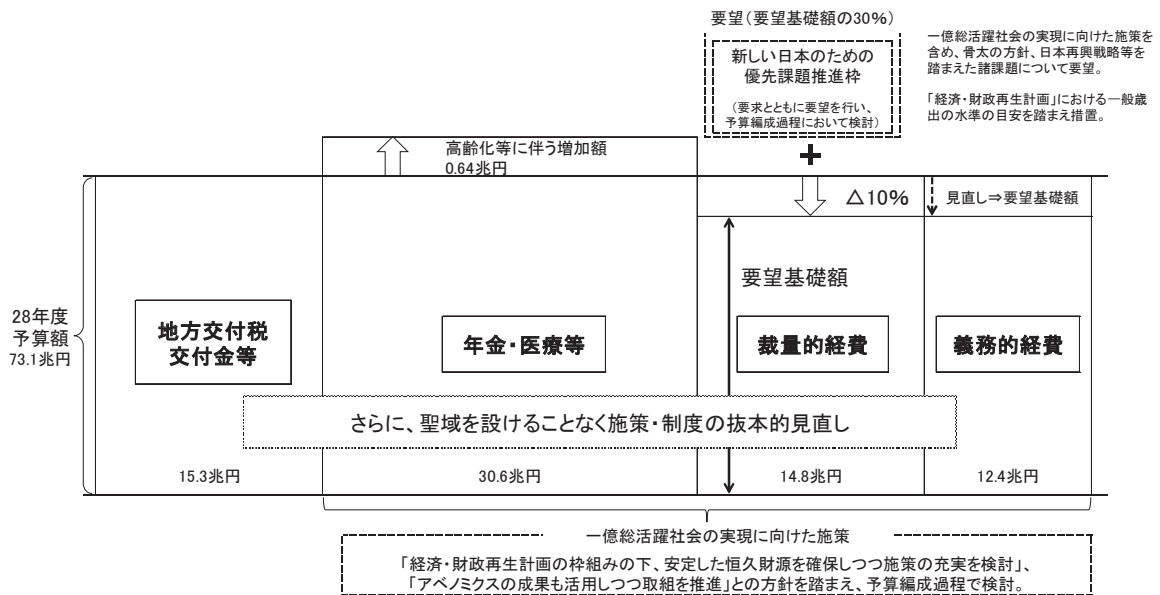 要望(要望基礎額の30%)
新しい日本のための
優先課題推進枠
(要求とともに要望を行い、
予算編成過程において検討)
一億総活躍社会の実現に向けた施策を
含め、骨太の方針、日本再興戦略等を
踏まえた諸課題について要望。
「経済・財政再生計画」における一般歳
出の水準の目安を踏まえ措置。
+
高齢化等に伴う増加額
0.64兆円
△10%
見直し⇒要望基礎額
要望基礎額
28年度
予算額
73.1兆円
地方交付税
交付金等
年金・医療等
裁量的経費
義務的経費
さらに、聖域を設けることなく施策・制度の抜本的見直し
15.3兆円
30.6兆円
14.8兆円
12.4兆円
一億総活躍社会の実現に向けた施策
「経済・財政再生計画の枠組みの下、安定した恒久財源を確保しつつ施策の充実を検討」、
「アベノミクスの成果も活用しつつ取組を推進」との方針を踏まえ、予算編成過程で検討。